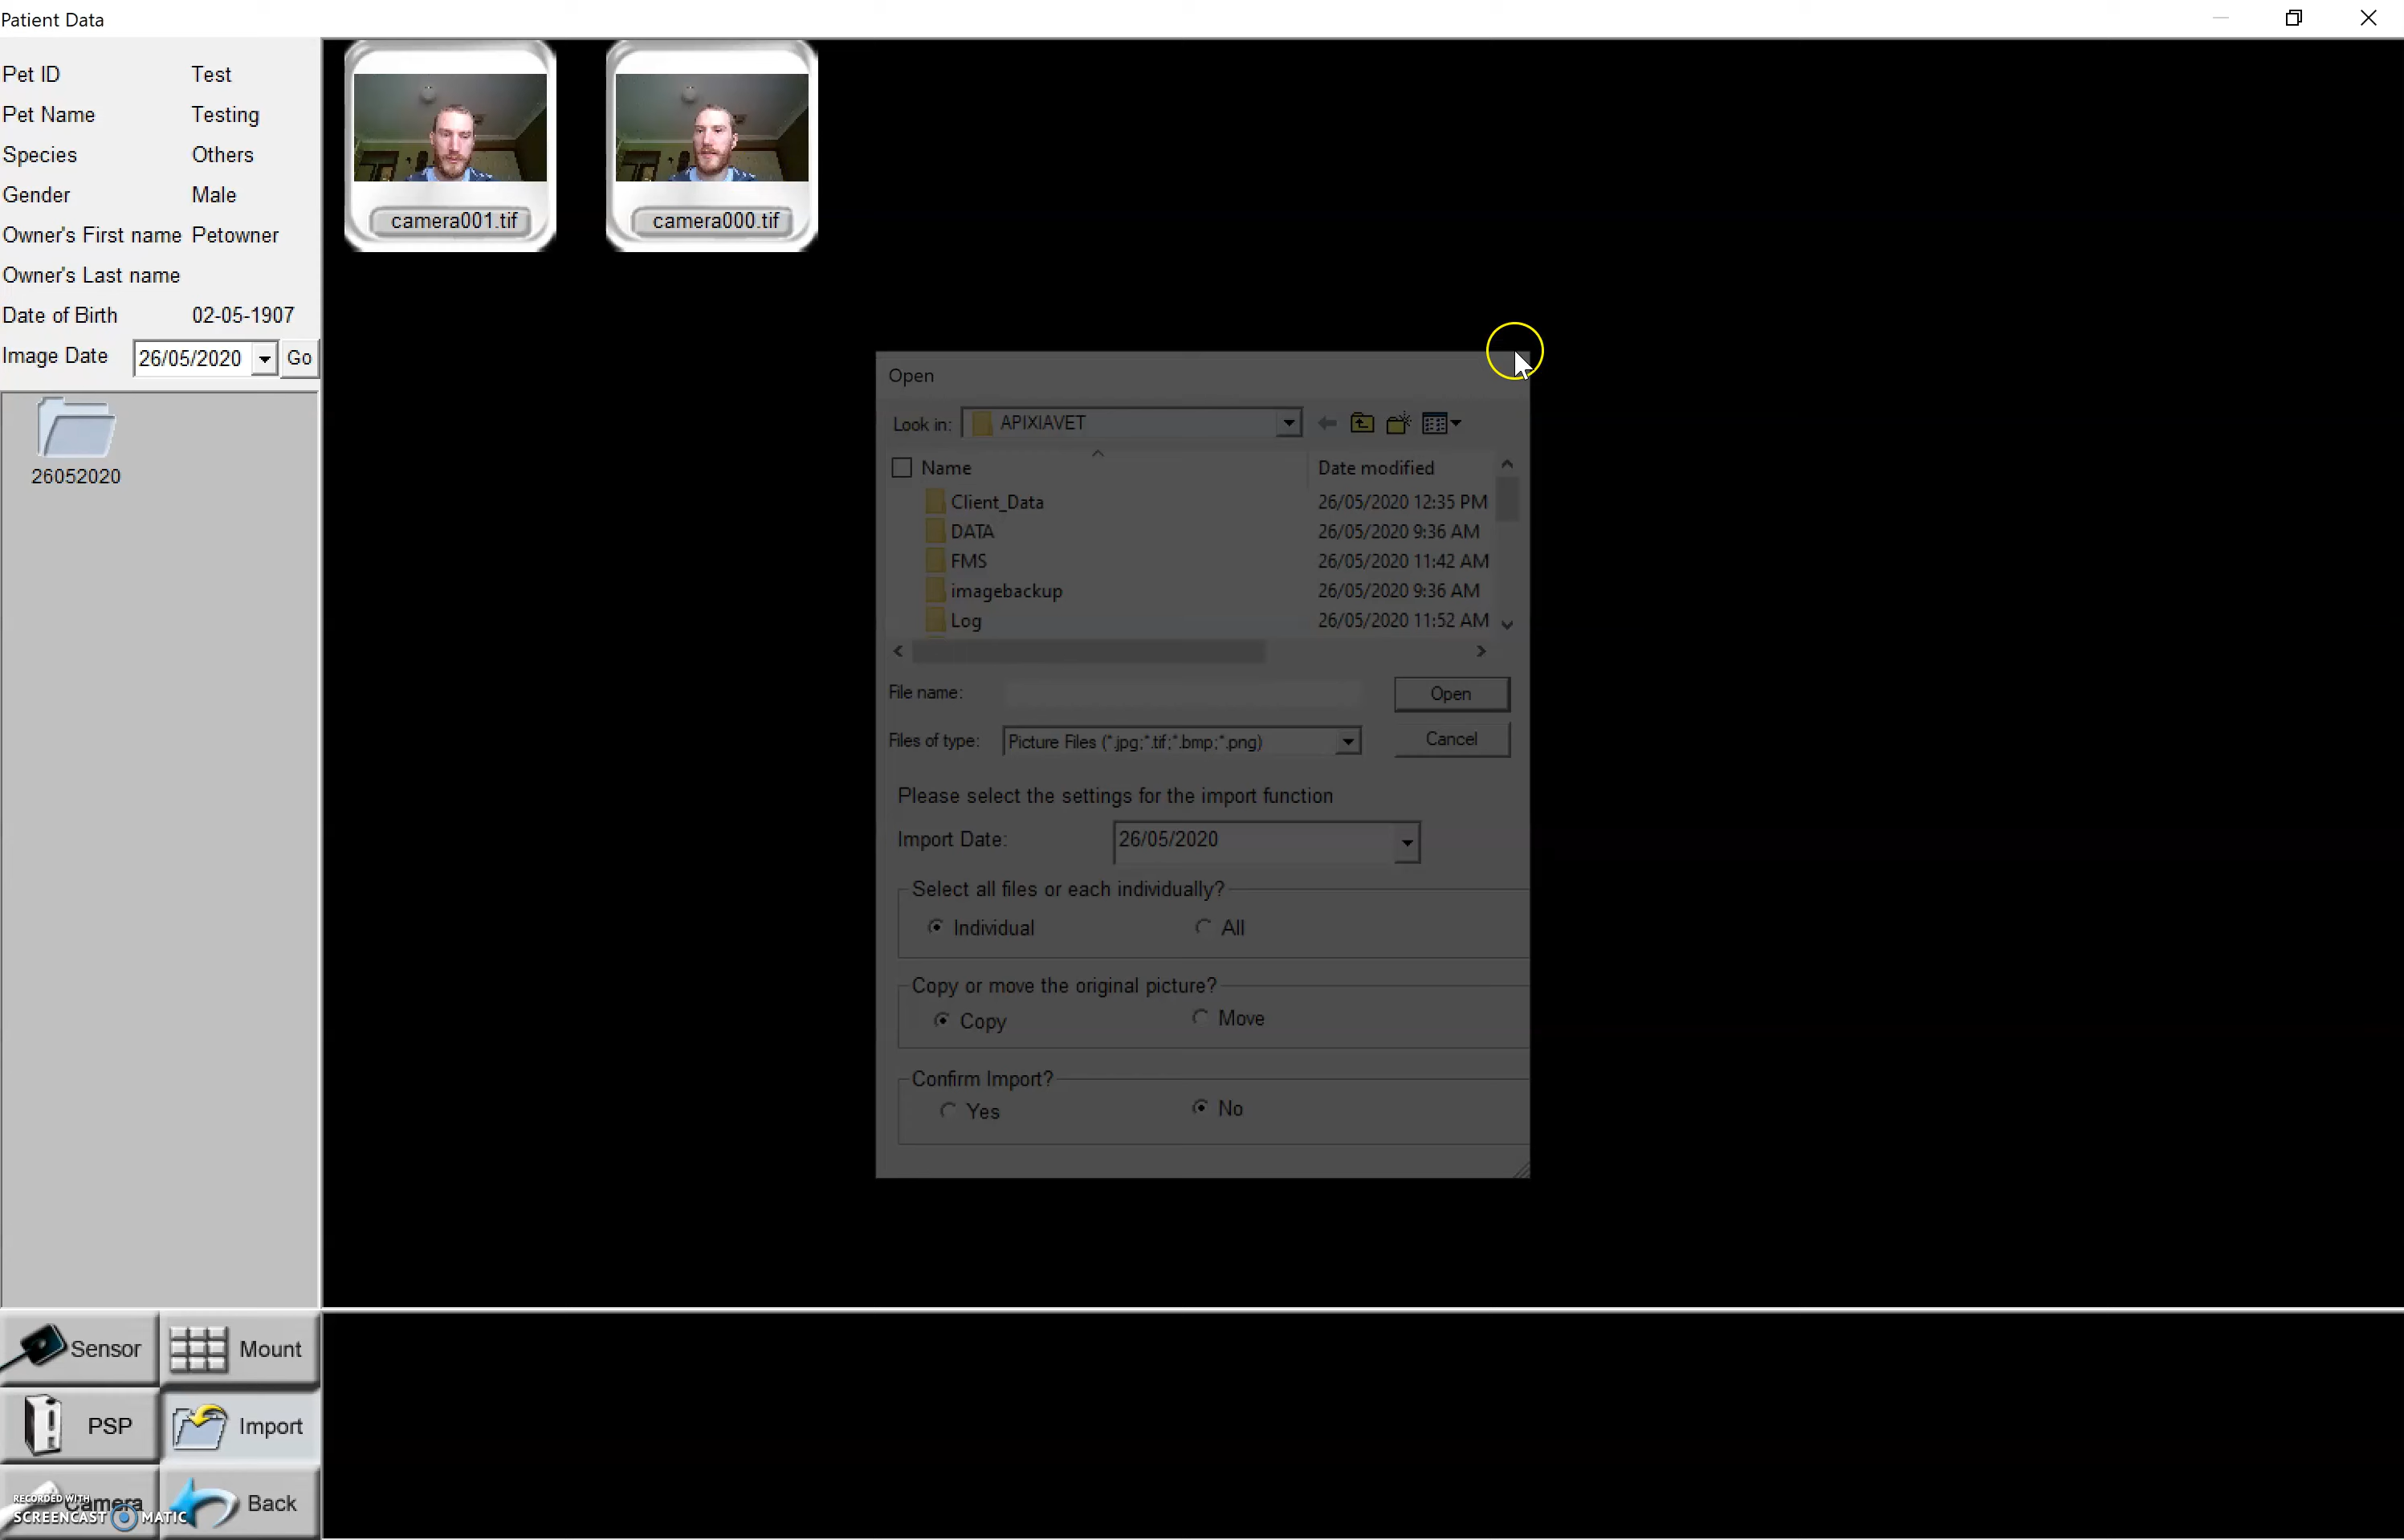 Patient Data
Pet ID Test
Pet Name Testing
Species Others
Gender Male
Owner's First name Petowner
Owner's Last name
Date of Birth 02-05-1907
Image Date 26/05/2020 Go
26052020
camera001.tif camera000.tif
Open
Look in: APIXIAVET
Name Date modified
Client_Data 26/05/2020 12:35 PM
DATA 26/05/2020 9:36 AM
FMS 26/05/2020 11:42 AM
imagebackup 26/05/2020 9:36 AM
Log 26/05/2020 11:52 AM
File name: Open
Files of type: Picture Files (*.jpg;*.tif;*.bmp;*.png) Cancel
Please select the settings for the import function
Import Date: 26/05/2020
Select all files or each individually?
Individual All
Copy or move the original picture?
Copy Move
Confirm Import?
Yes No
Sensor Mount
PSP Import
Camera Back
RECORDED WITH
SCREENCAST MATIC